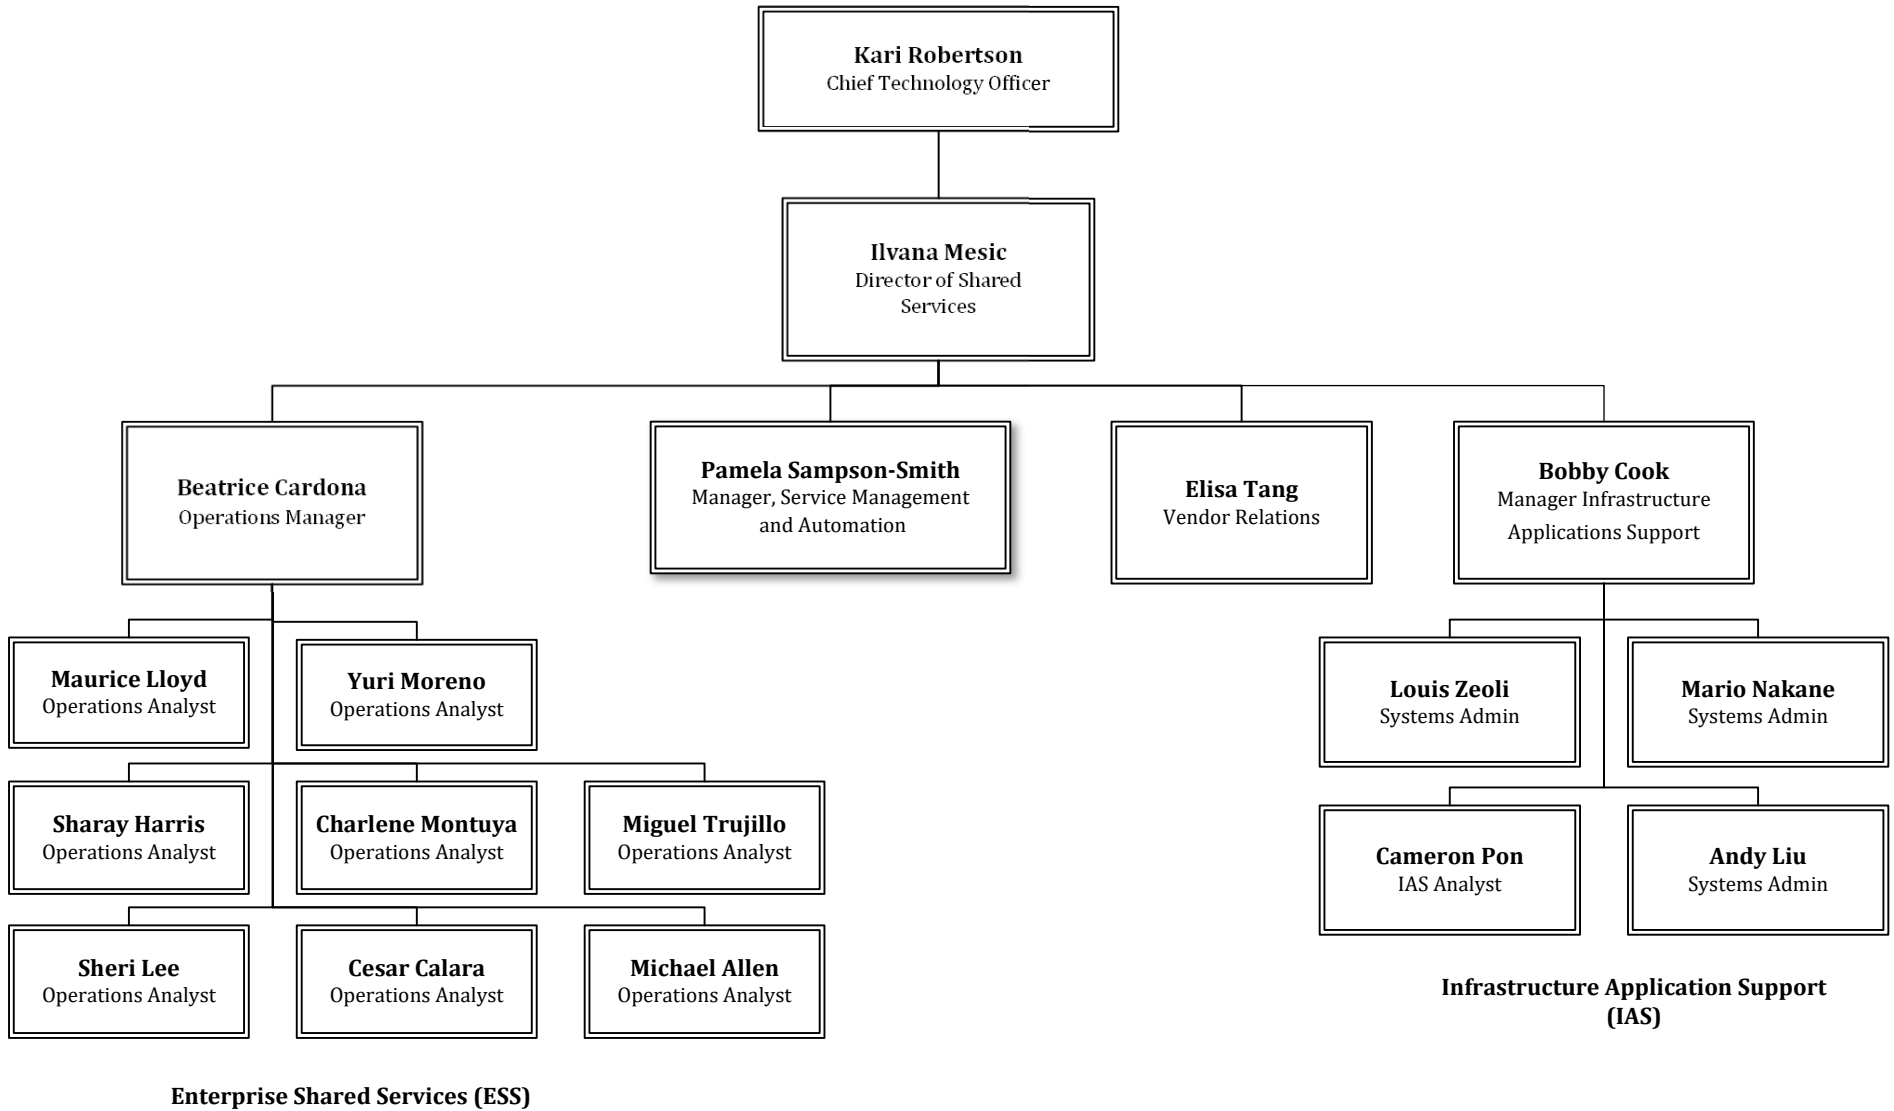 Kari Robertson
Chief Technology Officer
Ilvana Mesic
Director of Shared
Services
Beatrice Cardona
Operations Manager
Pamela Sampson-Smith
Manager, Service Management
and Automation
Elisa Tang
Vendor Relations
Bobby Cook
Manager Infrastructure
Applications Support
Maurice Lloyd
Operations Analyst
Yuri Moreno
Operations Analyst
Louis Zeoli
Systems Admin
Mario Nakane
Systems Admin
Sharay Harris
Operations Analyst
Charlene Montuya
Operations Analyst
Miguel Trujillo
Operations Analyst
Cameron Pon
IAS Analyst
Andy Liu
Systems Admin
Sheri Lee
Operations Analyst
Cesar Calara
Operations Analyst
Michael Allen
Operations Analyst
Infrastructure Application Support
(IAS)
Enterprise Shared Services (ESS)